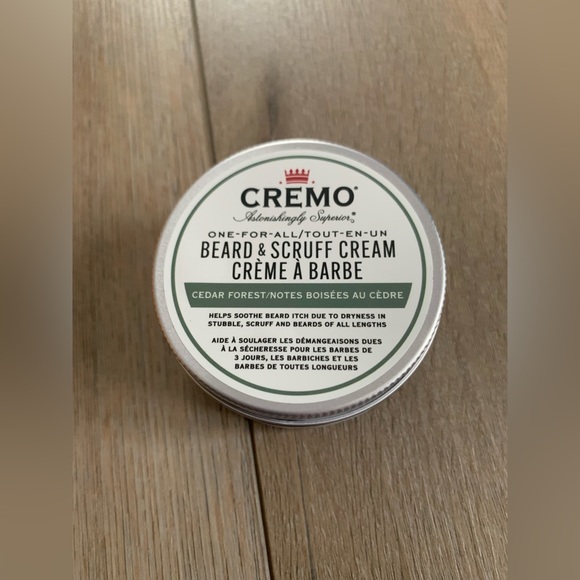 CREMO®
Astonishingly Superior
ONE-FOR-ALL/TOUT-EN-UN
BEARD & SCRUFF CREAM
CRÈME À BARBE
CEDAR FOREST/NOTES BOISÉES AU CÈDRE
HELPS SOOTHE BEARD ITCH DUE TO DRYNESS IN
STUBBLE, SCRUFF AND BEARDS OF ALL LENGTHS
AIDE À SOULAGER LES DÉMANGEAISONS DUES
À LA SÉCHERESSE POUR LES BARBES DE
3 JOURS, LES BARBICHES ET LES
BARBES DE TOUTES LONGUEURS